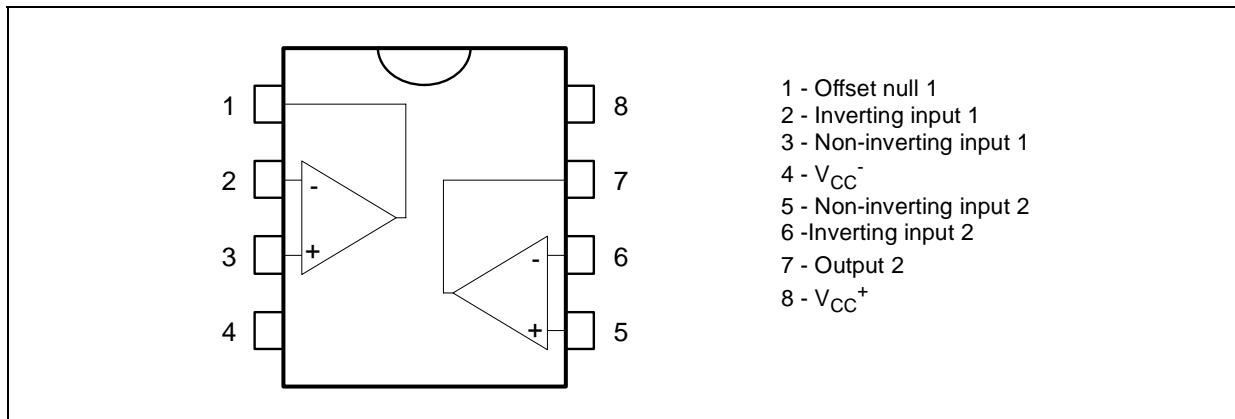 1
2
3
4
-
+
8
7
6
5
-
+
1 - Offset null 1
2 - Inverting input 1
3 - Non-inverting input 1
4 - VCC-
5 - Non-inverting input 2
6 -Inverting input 2
7 - Output 2
8 - VCC+